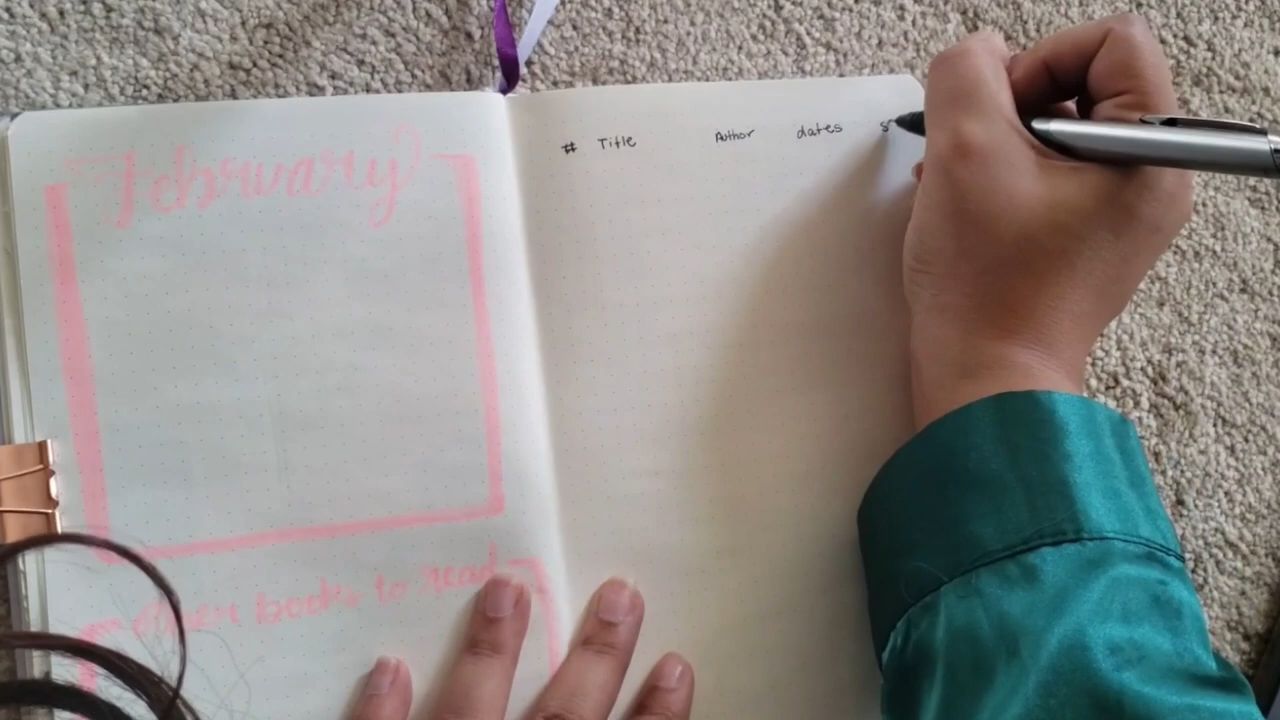 February
books to read
# Title Author dates